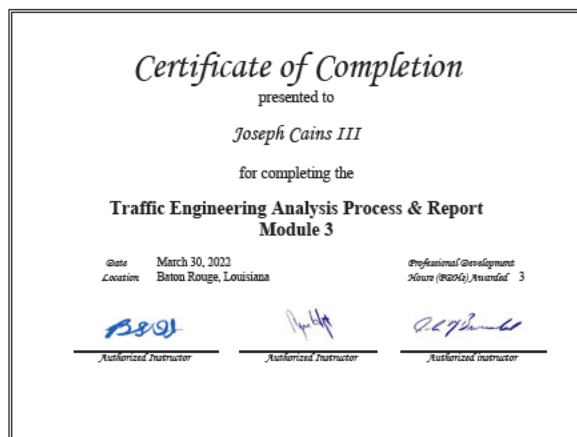 Certificate of Completion
presented to
Joseph Cains III
for completing the
Traffic Engineering Analysis Process & Report
Module 3
Date March 30, 2022
Location Baton Rouge, Louisiana
Professional Development
Hours (PDHs) Awarded 3
Authorized Instructor
Authorized Instructor
Authorized instructor